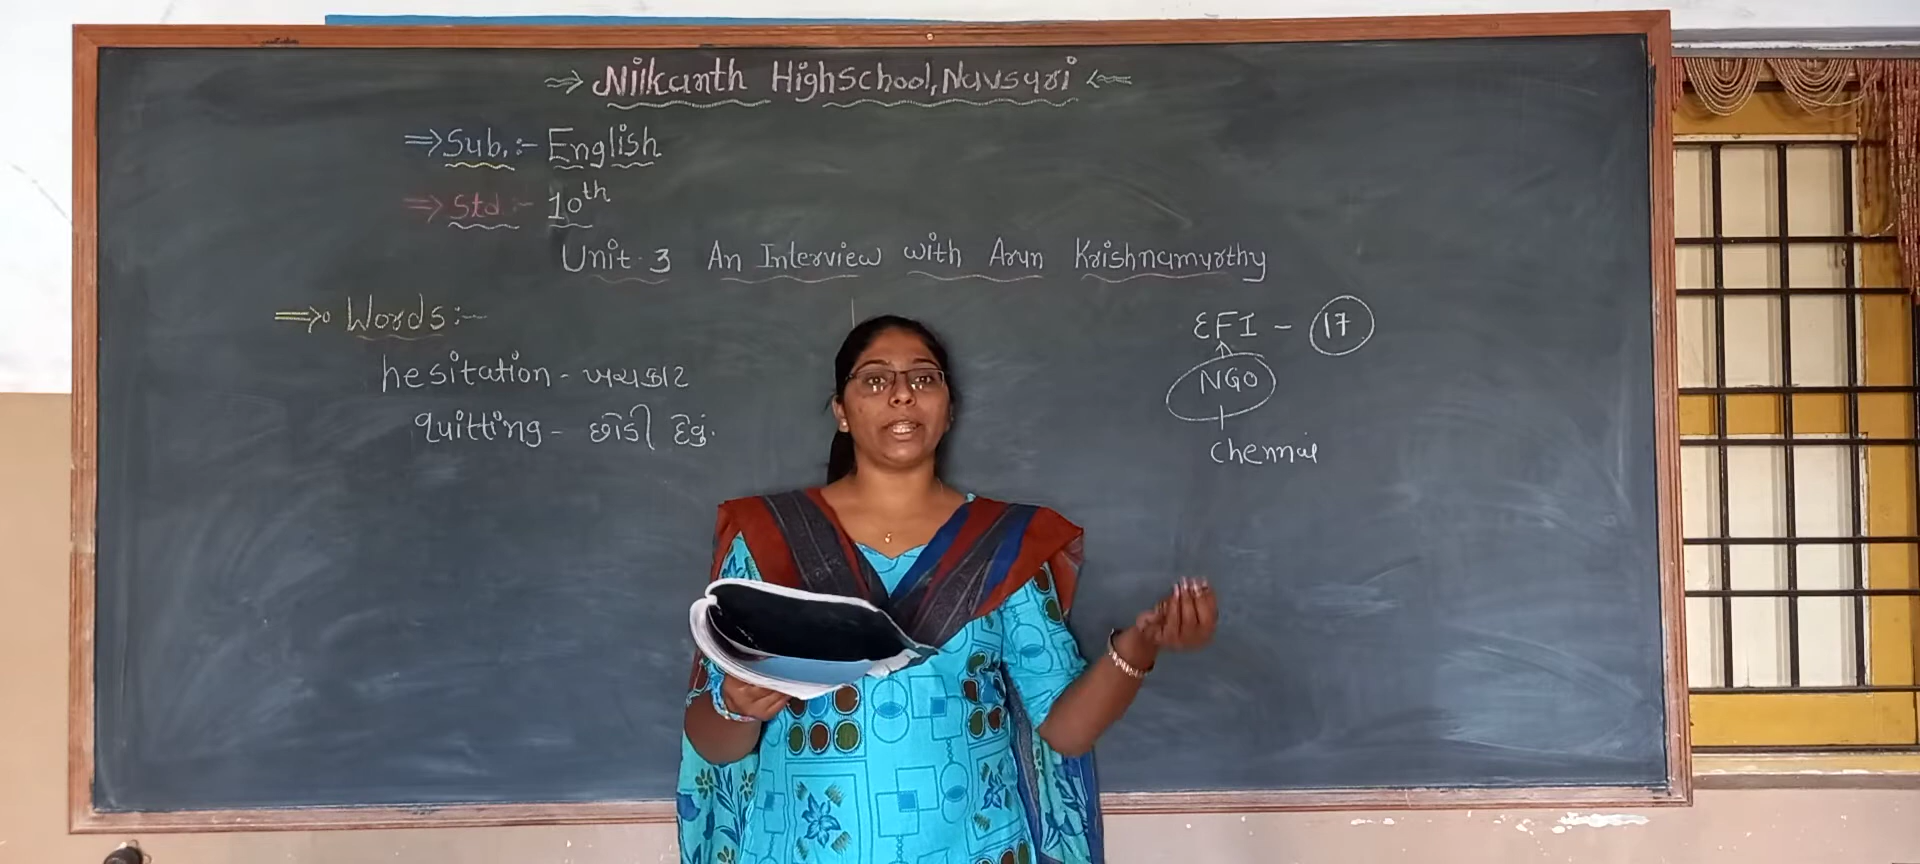 ⇒ Nilkanth Highschool, Navsari ⇐
⇒ Sub. :- English
⇒ Std :- 10th
Unit. 3 An Interview with Arun Krishnamurthy
⇒ Words :-
hesitation - ખચકાટ
quitting - છોડી દેવું.
EFI - 17
NGO
Chennai